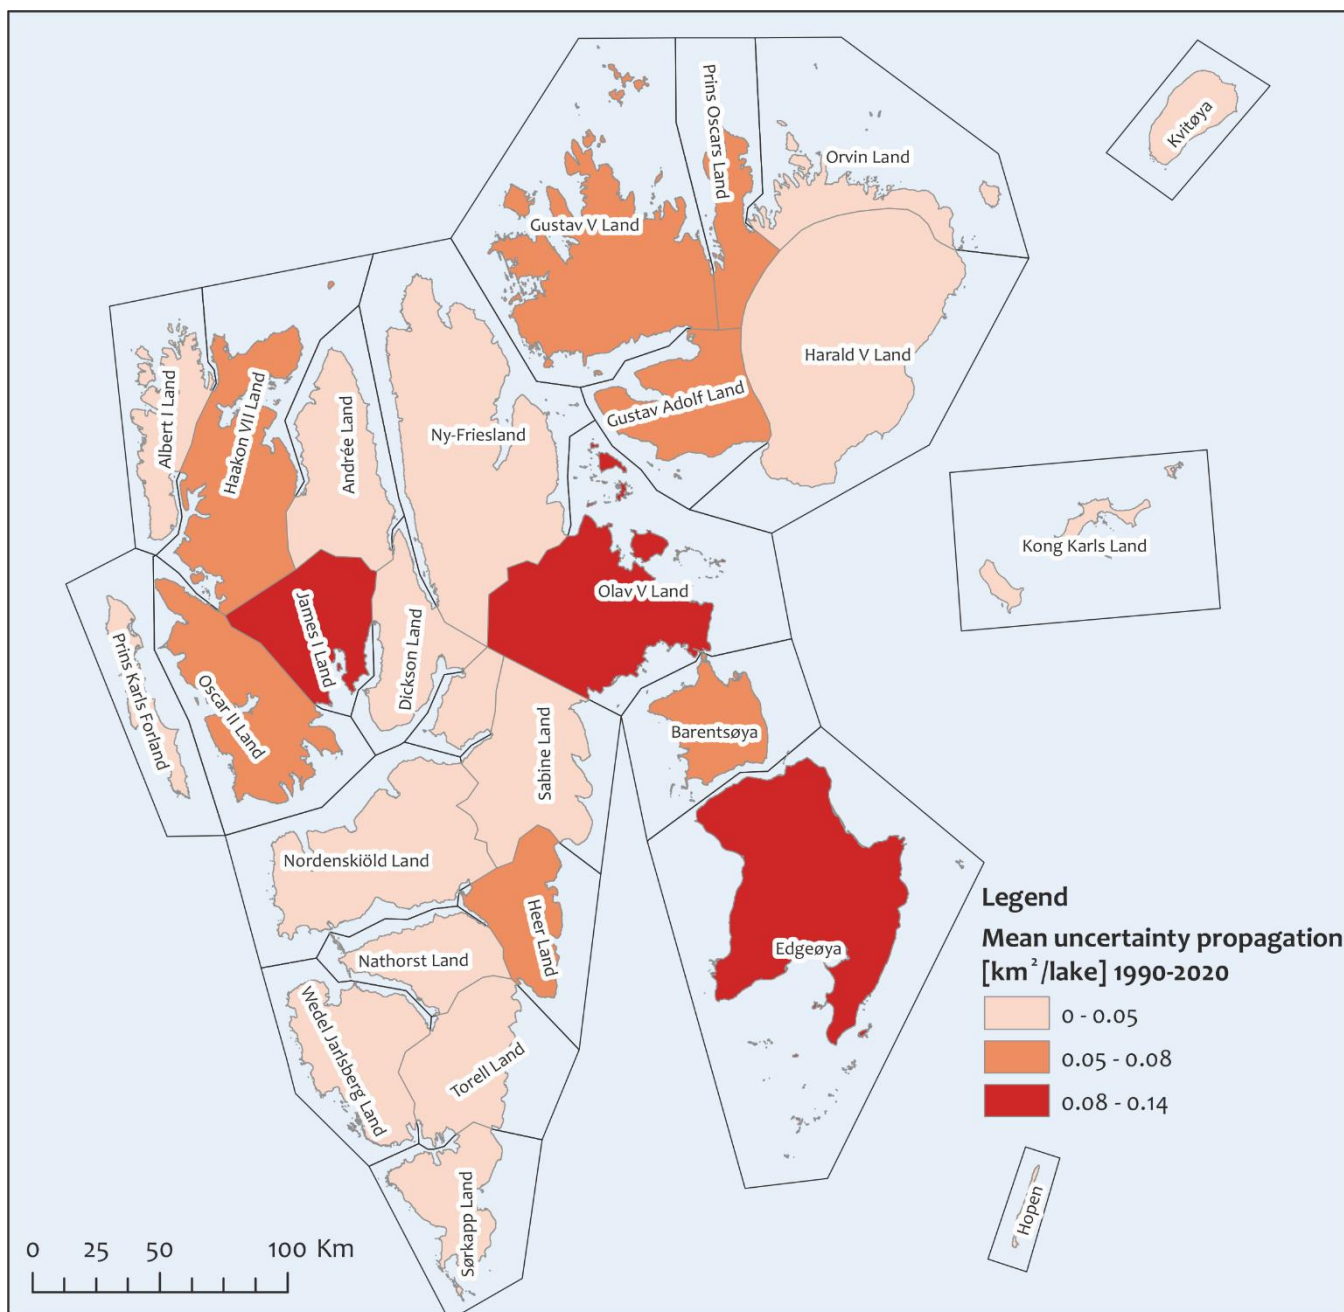 Prins Oscars Land
Kvitøya
Orvin Land
Gustav V Land
Harald V Land
Albert I Land
Haakon VII Land
Andrée Land
Ny-Friesland
Gustav Adolf Land
Kong Karls Land
Olav V Land
James I Land
Dickson Land
Prins Karls Forland
Oscar II Land
Barentsøya
Sabine Land
Nordenskiöld Land
Heer Land
Nathorst Land
Edgeøya
Wedel Jarlsberg Land
Torell Land
Sørkapp Land
Hopen
Legend
Mean uncertainty propagation
[km²/lake] 1990-2020
0 - 0.05
0.05 - 0.08
0.08 - 0.14
0 25 50 100 Km